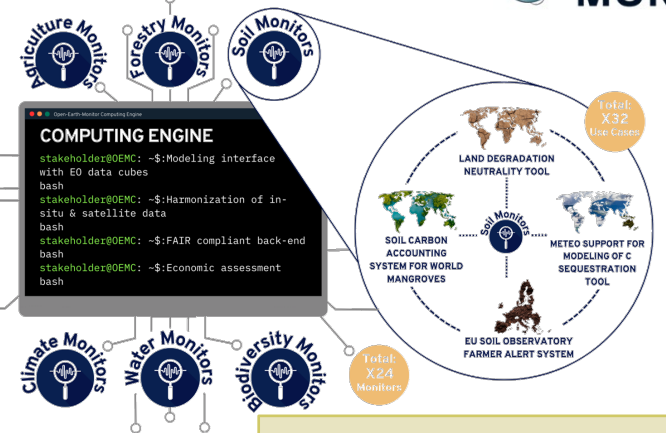 Agriculture Monitors
Forestry Monitors
Soil Monitors
Open-Earth-Monitor Computing Engine
COMPUTING ENGINE
stakeholder@OEMC: ~$:Modeling interface
with EO data cubes
bash
stakeholder@OEMC: ~$:Harmonization of in-
situ & satellite data
bash
stakeholder@OEMC: ~$:FAIR compliant back-end
bash
stakeholder@OEMC: ~$:Economic assessment
bash
Total:
X32
Use Cases
LAND DEGRADATION
NEUTRALITY TOOL
SOIL CARBON
ACCOUNTING
SYSTEM FOR WORLD
MANGROVES
Soil Monitors
METEO SUPPORT FOR
MODELING OF C
SEQUESTRATION
TOOL
EU SOIL OBSERVATORY
FARMER ALERT SYSTEM
Climate Monitors
Water Monitors
Biodiversity Monitors
Total:
X24
Monitors